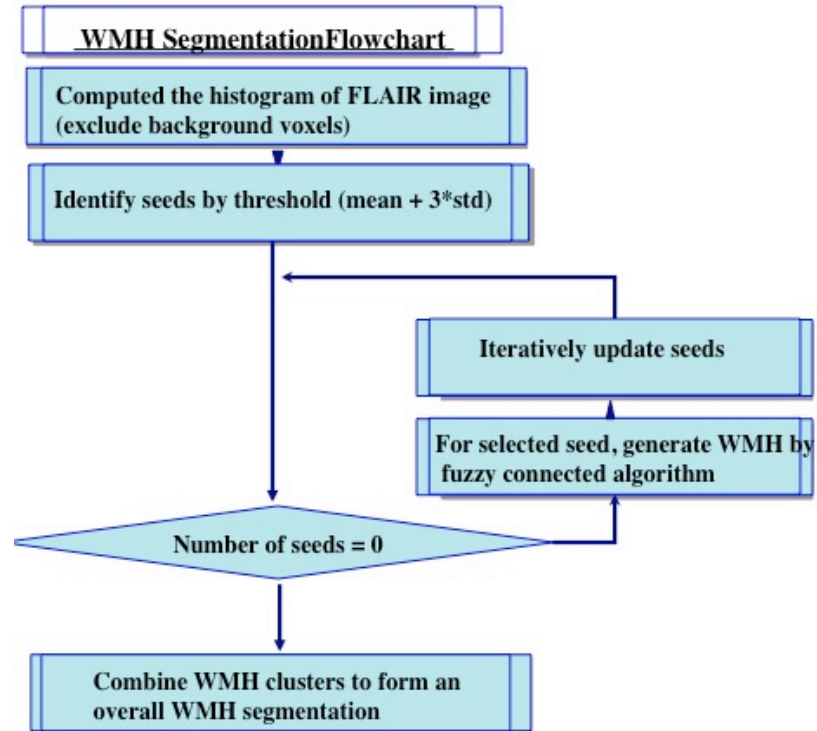 WMH SegmentationFlowchart
Computed the histogram of FLAIR image
(exclude background voxels)
Identify seeds by threshold (mean + 3*std)
Iteratively update seeds
For selected seed, generate WMH by
fuzzy connected algorithm
Number of seeds = 0
Combine WMH clusters to form an
overall WMH segmentation